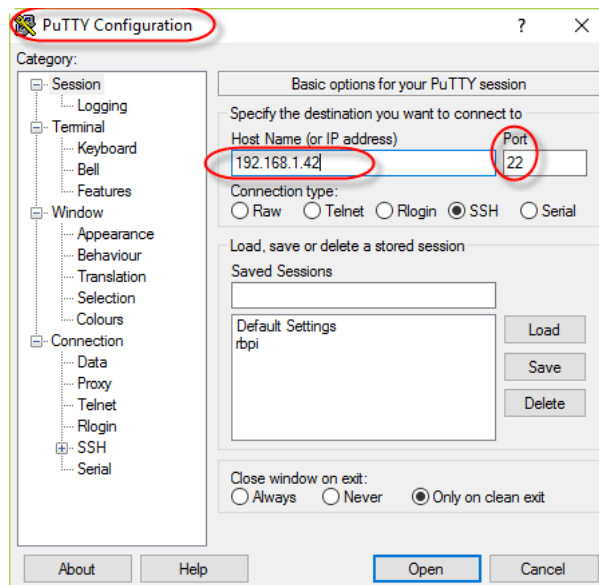 PuTTY Configuration
?
Category:
Session
Logging
Terminal
Keyboard
Bell
Features
Window
Appearance
Behaviour
Translation
Selection
Colours
Connection
Data
Proxy
Telnet
Rlogin
SSH
Serial
Basic options for your PuTTY session
Specify the destination you want to connect to
Host Name (or IP address) Port
192.168.1.42 22
Connection type:
Raw Telnet Rlogin SSH Serial
Load, save or delete a stored session
Saved Sessions
Default Settings
rbpi
Load
Save
Delete
Close window on exit:
Always Never Only on clean exit
About Help Open Cancel